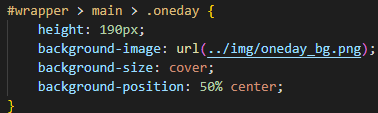 #wrapper > main > .oneday {
height: 190px;
background-image: url(../img/oneday_bg.png);
background-size: cover;
background-position: 50% center;
}